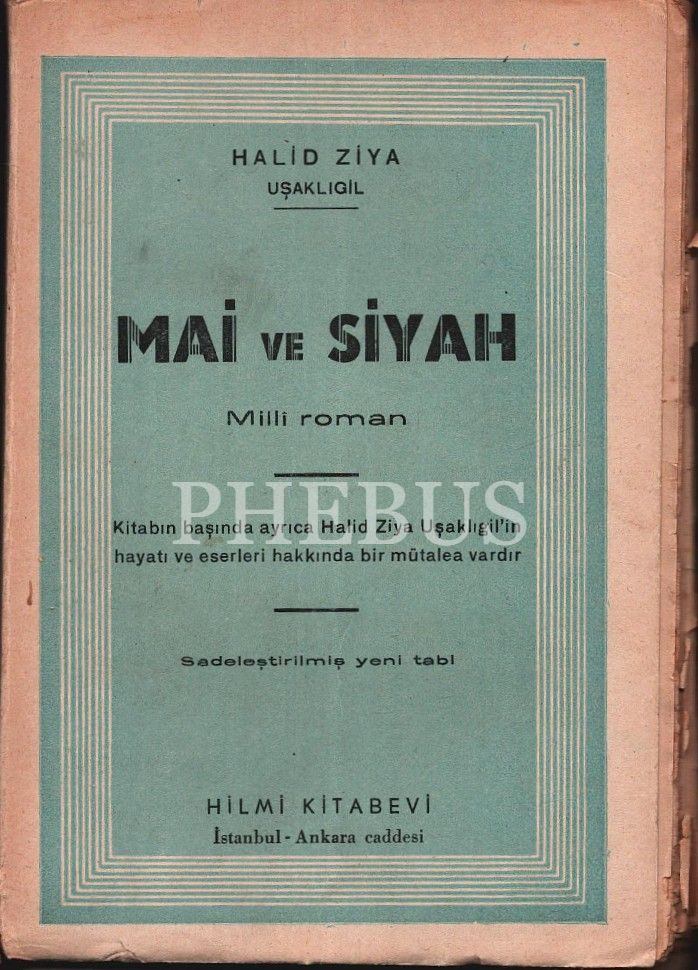 HALİD ZİYA
UŞAKLIGİL
MAİ VE SİYAH
Millî roman
PHEBUS
Kitabın başında ayrıca Halid Ziya Uşaklıgil'in
hayatı ve eserleri hakkında bir mütalea vardır
Sadeleştirilmiş yeni tabı
HİLMİ KİTABEVİ
İstanbul - Ankara caddesi